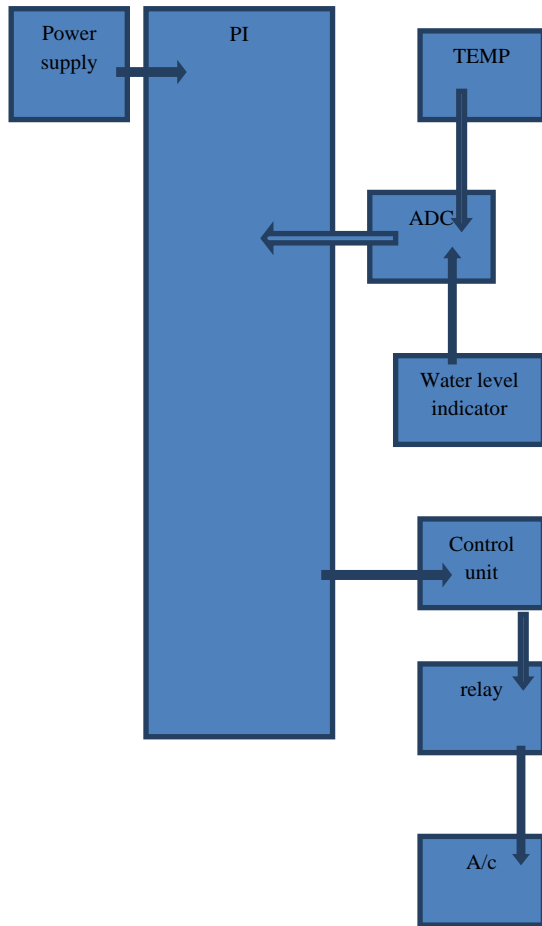 Power
supply
PI
TEMP
ADC
Water level
indicator
Control
unit
relay
A/c